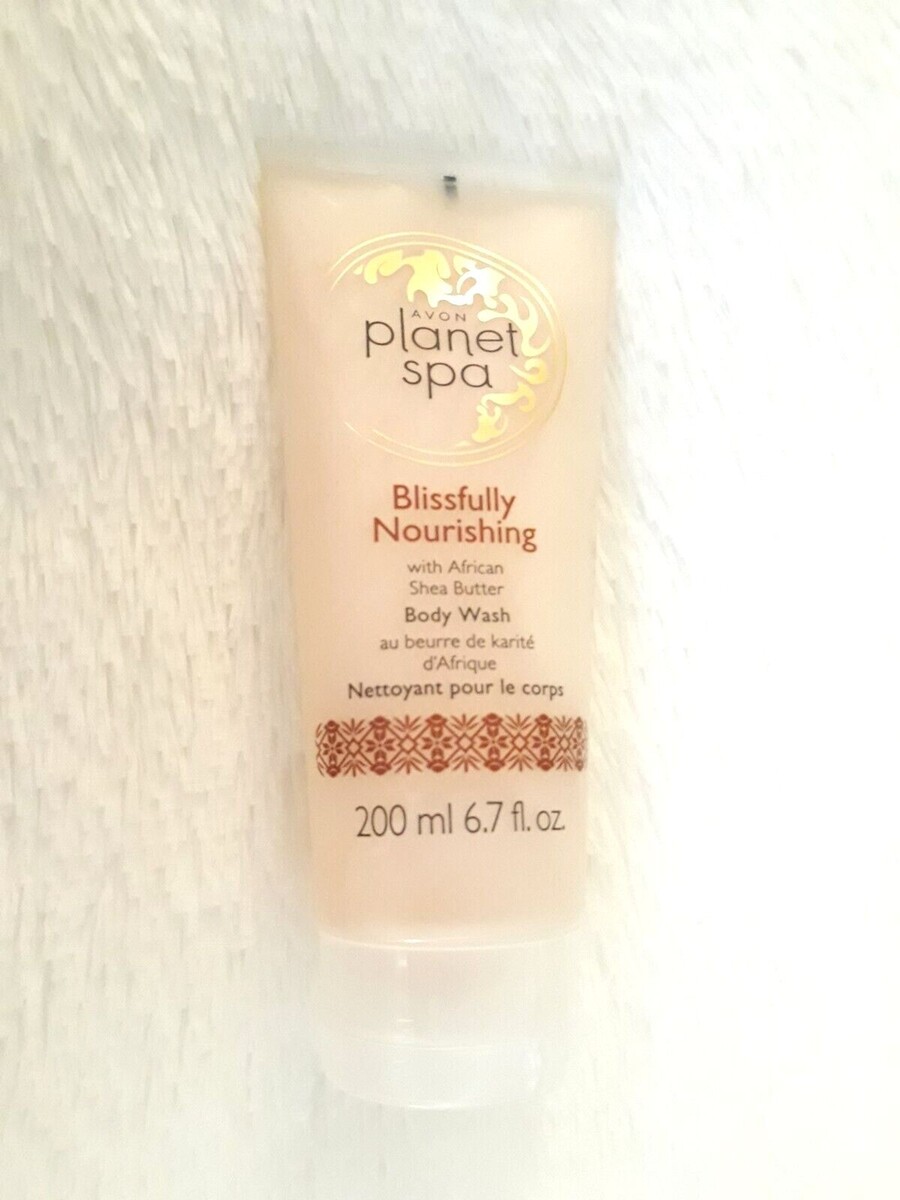 AVON
planet
spa
Blissfully
Nourishing
with African
Shea Butter
Body Wash
au beurre de karité
d'Afrique
Nettoyant pour le corps
200 ml 6.7 fl. oz.